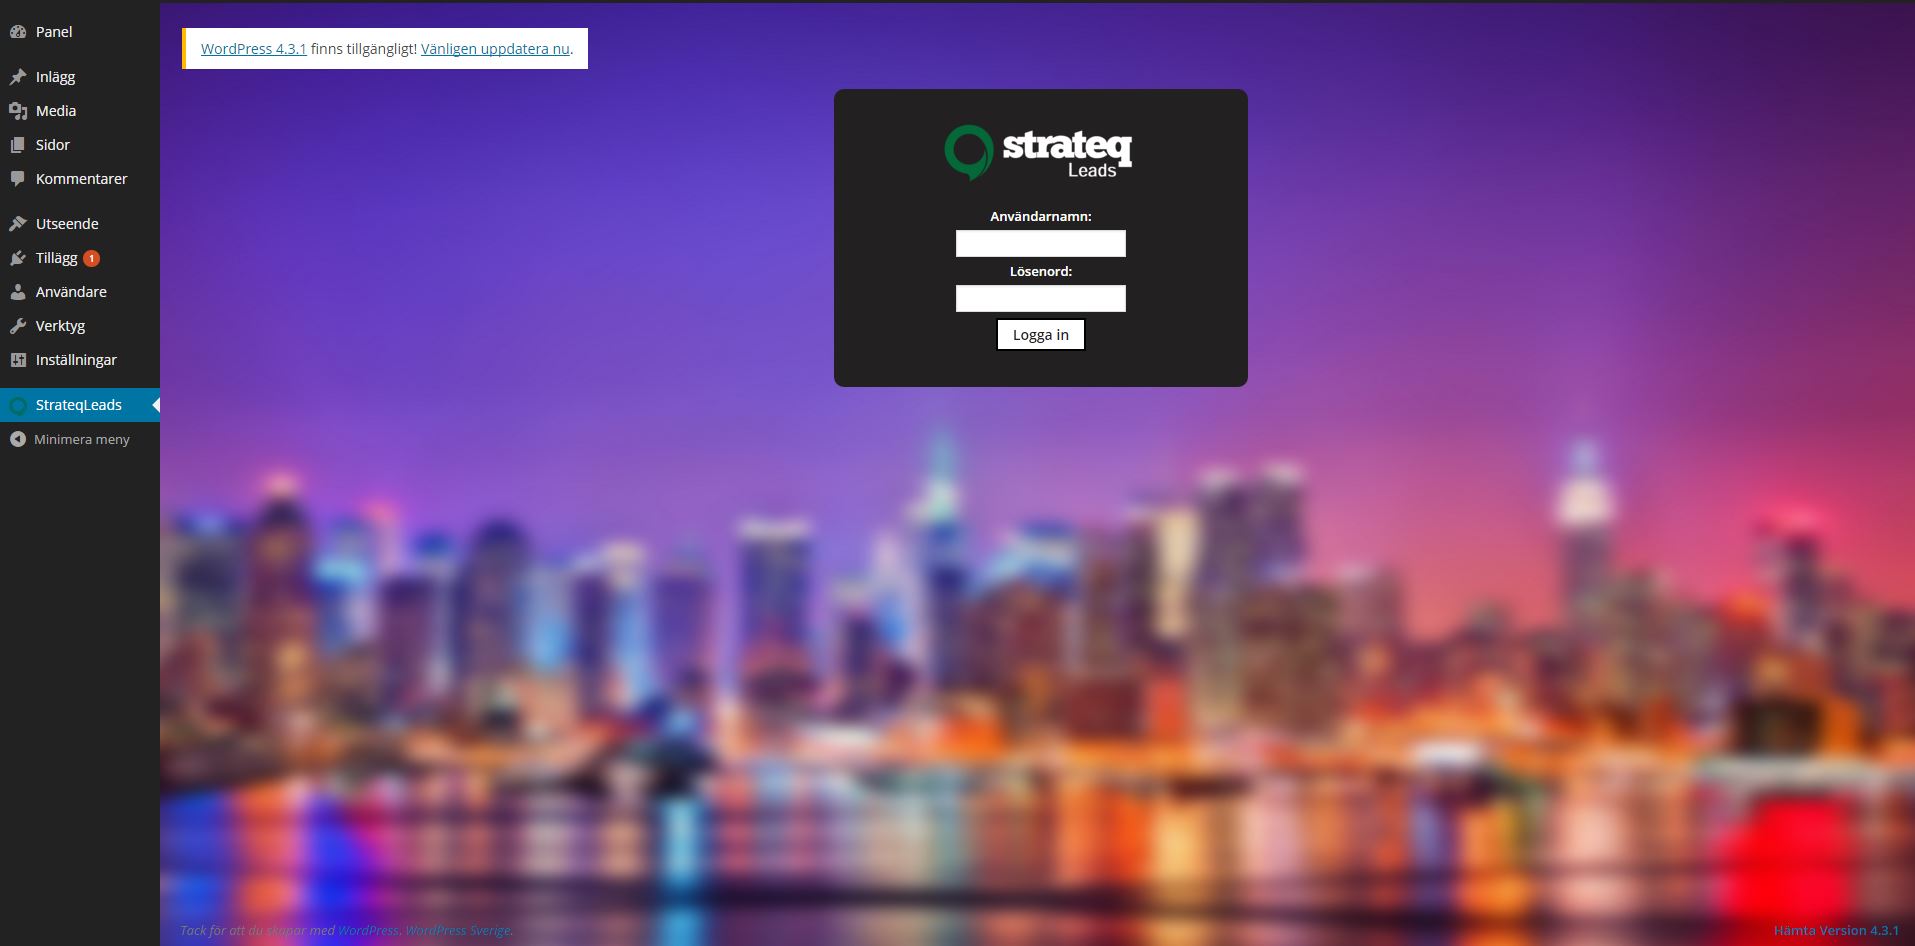 Panel
Inlägg
Media
Sidor
Kommentarer
Utseende
Tillägg 1
Användare
Verktyg
Inställningar
StrateqLeads
Minimera meny
WordPress 4.3.1 finns tillgängligt! Vänligen uppdatera nu.
strateq
Leads
Användarnamn:
Lösenord:
Logga in
Tack för att du skapar med WordPress. WordPress Sverige.
Hämta Version 4.3.1